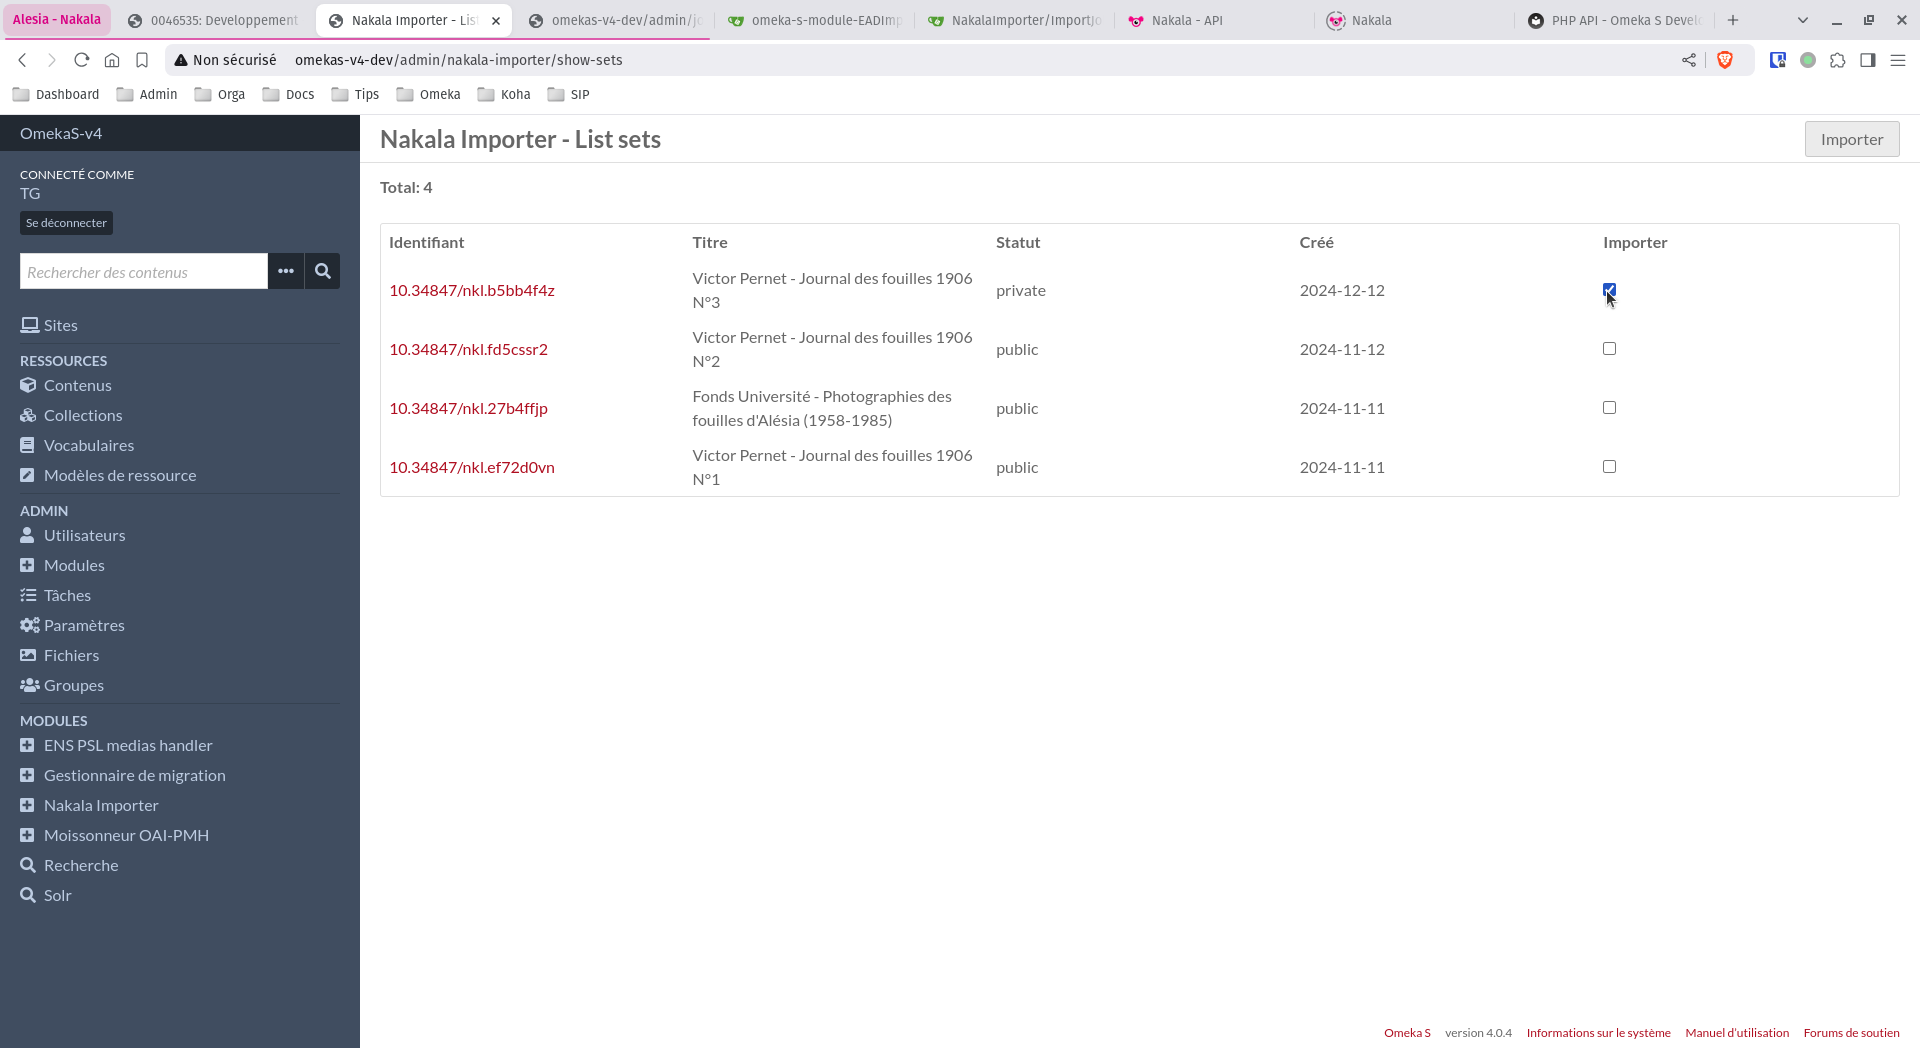 Alesia - Nakala
0046535: Developpement
Nakala Importer - List
omekas-v4-dev/admin/jo
omeka-s-module-EADImp
NakalaImporter/ImportJo
Nakala - API
Nakala
PHP API - Omeka S Devel
Non sécurisé
omekas-v4-dev/admin/nakala-importer/show-sets
Dashboard
Admin
Orga
Docs
Tips
Omeka
Koha
SIP
OmekaS-v4
CONNECTÉ COMME
TG
Se déconnecter
Rechercher des contenus
Sites
RESSOURCES
Contenus
Collections
Vocabulaires
Modèles de ressource
ADMIN
Utilisateurs
Modules
Tâches
Paramètres
Fichiers
Groupes
MODULES
ENS PSL medias handler
Gestionnaire de migration
Nakala Importer
Moissonneur OAI-PMH
Recherche
Solr
Nakala Importer - List sets
Importer
Total: 4
Identifiant Titre Statut Créé Importer
10.34847/nkl.b5bb4f4z
Victor Pernet - Journal des fouilles 1906
N°3
private
2024-12-12
10.34847/nkl.fd5cssr2
Victor Pernet - Journal des fouilles 1906
N°2
public
2024-11-12
10.34847/nkl.27b4ffjp
Fonds Université - Photographies des
fouilles d'Alésia (1958-1985)
public
2024-11-11
10.34847/nkl.ef72d0vn
Victor Pernet - Journal des fouilles 1906
N°1
public
2024-11-11
Omeka S version 4.0.4 Informations sur le système Manuel d'utilisation Forums de soutien